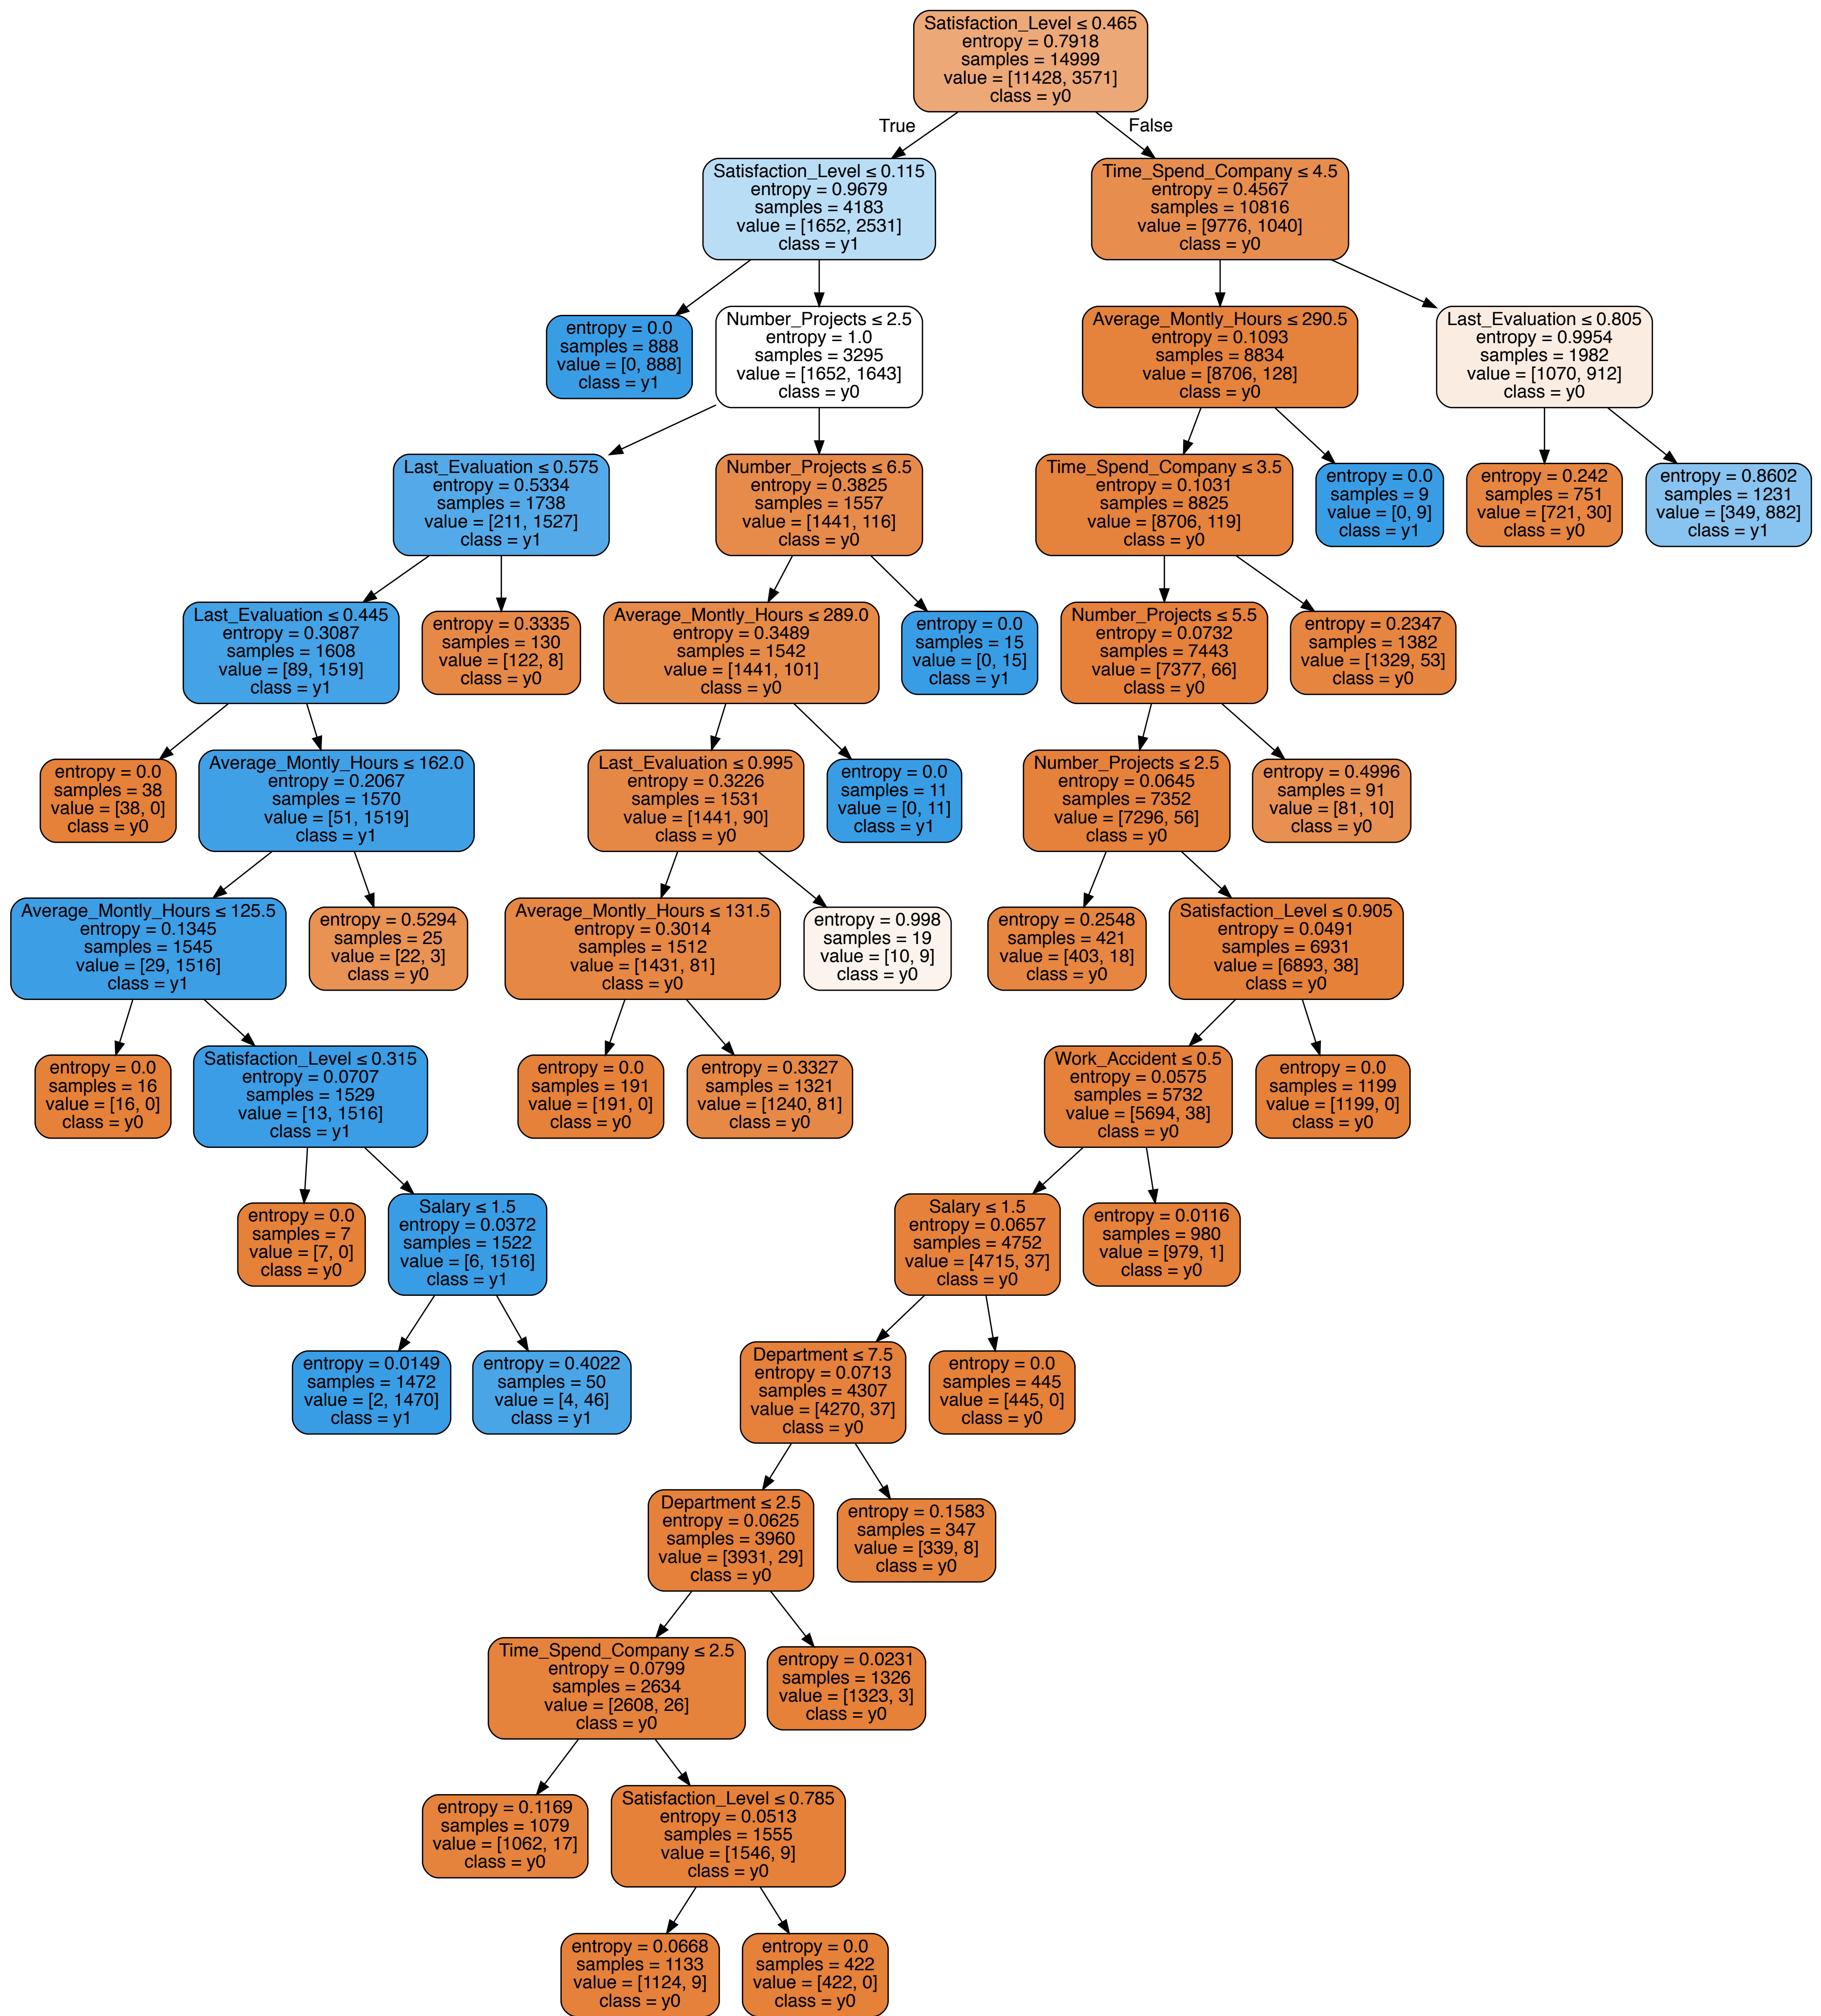 Satisfaction_Level ≤ 0.465
entropy = 0.7918
samples = 14999
value = [11428, 3571]
class = y0
True
False
Satisfaction_Level ≤ 0.115
entropy = 0.9679
samples = 4183
value = [1652, 2531]
class = y1
Time_Spend_Company ≤ 4.5
entropy = 0.4567
samples = 10816
value = [9776, 1040]
class = y0
entropy = 0.0
samples = 888
value = [0, 888]
class = y1
Number_Projects ≤ 2.5
entropy = 1.0
samples = 3295
value = [1652, 1643]
class = y0
Average_Montly_Hours ≤ 290.5
entropy = 0.1093
samples = 8834
value = [8706, 128]
class = y0
Last_Evaluation ≤ 0.805
entropy = 0.9954
samples = 1982
value = [1070, 912]
class = y0
Last_Evaluation ≤ 0.575
entropy = 0.5334
samples = 1738
value = [211, 1527]
class = y1
Number_Projects ≤ 6.5
entropy = 0.3825
samples = 1557
value = [1441, 116]
class = y0
Time_Spend_Company ≤ 3.5
entropy = 0.1031
samples = 8825
value = [8706, 119]
class = y0
entropy = 0.0
samples = 9
value = [0, 9]
class = y1
entropy = 0.242
samples = 751
value = [721, 30]
class = y0
entropy = 0.8602
samples = 1231
value = [349, 882]
class = y1
Last_Evaluation ≤ 0.445
entropy = 0.3087
samples = 1608
value = [89, 1519]
class = y1
entropy = 0.3335
samples = 130
value = [122, 8]
class = y0
Average_Montly_Hours ≤ 289.0
entropy = 0.3489
samples = 1542
value = [1441, 101]
class = y0
entropy = 0.0
samples = 15
value = [0, 15]
class = y1
Number_Projects ≤ 5.5
entropy = 0.0732
samples = 7443
value = [7377, 66]
class = y0
entropy = 0.2347
samples = 1382
value = [1329, 53]
class = y0
entropy = 0.0
samples = 38
value = [38, 0]
class = y0
Average_Montly_Hours ≤ 162.0
entropy = 0.2067
samples = 1570
value = [51, 1519]
class = y1
Last_Evaluation ≤ 0.995
entropy = 0.3226
samples = 1531
value = [1441, 90]
class = y0
entropy = 0.0
samples = 11
value = [0, 11]
class = y1
Number_Projects ≤ 2.5
entropy = 0.0645
samples = 7352
value = [7296, 56]
class = y0
entropy = 0.4996
samples = 91
value = [81, 10]
class = y0
Average_Montly_Hours ≤ 125.5
entropy = 0.1345
samples = 1545
value = [29, 1516]
class = y1
entropy = 0.5294
samples = 25
value = [22, 3]
class = y0
Average_Montly_Hours ≤ 131.5
entropy = 0.3014
samples = 1512
value = [1431, 81]
class = y0
entropy = 0.998
samples = 19
value = [10, 9]
class = y0
entropy = 0.2548
samples = 421
value = [403, 18]
class = y0
Satisfaction_Level ≤ 0.905
entropy = 0.0491
samples = 6931
value = [6893, 38]
class = y0
entropy = 0.0
samples = 16
value = [16, 0]
class = y0
Satisfaction_Level ≤ 0.315
entropy = 0.0707
samples = 1529
value = [13, 1516]
class = y1
entropy = 0.0
samples = 191
value = [191, 0]
class = y0
entropy = 0.3327
samples = 1321
value = [1240, 81]
class = y0
Work_Accident ≤ 0.5
entropy = 0.0575
samples = 5732
value = [5694, 38]
class = y0
entropy = 0.0
samples = 1199
value = [1199, 0]
class = y0
entropy = 0.0
samples = 7
value = [7, 0]
class = y0
Salary ≤ 1.5
entropy = 0.0372
samples = 1522
value = [6, 1516]
class = y1
Salary ≤ 1.5
entropy = 0.0657
samples = 4752
value = [4715, 37]
class = y0
entropy = 0.0116
samples = 980
value = [979, 1]
class = y0
entropy = 0.0149
samples = 1472
value = [2, 1470]
class = y1
entropy = 0.4022
samples = 50
value = [4, 46]
class = y1
Department ≤ 7.5
entropy = 0.0713
samples = 4307
value = [4270, 37]
class = y0
entropy = 0.0
samples = 445
value = [445, 0]
class = y0
Department ≤ 2.5
entropy = 0.0625
samples = 3960
value = [3931, 29]
class = y0
entropy = 0.1583
samples = 347
value = [339, 8]
class = y0
Time_Spend_Company ≤ 2.5
entropy = 0.0799
samples = 2634
value = [2608, 26]
class = y0
entropy = 0.0231
samples = 1326
value = [1323, 3]
class = y0
entropy = 0.1169
samples = 1079
value = [1062, 17]
class = y0
Satisfaction_Level ≤ 0.785
entropy = 0.0513
samples = 1555
value = [1546, 9]
class = y0
entropy = 0.0668
samples = 1133
value = [1124, 9]
class = y0
entropy = 0.0
samples = 422
value = [422, 0]
class = y0